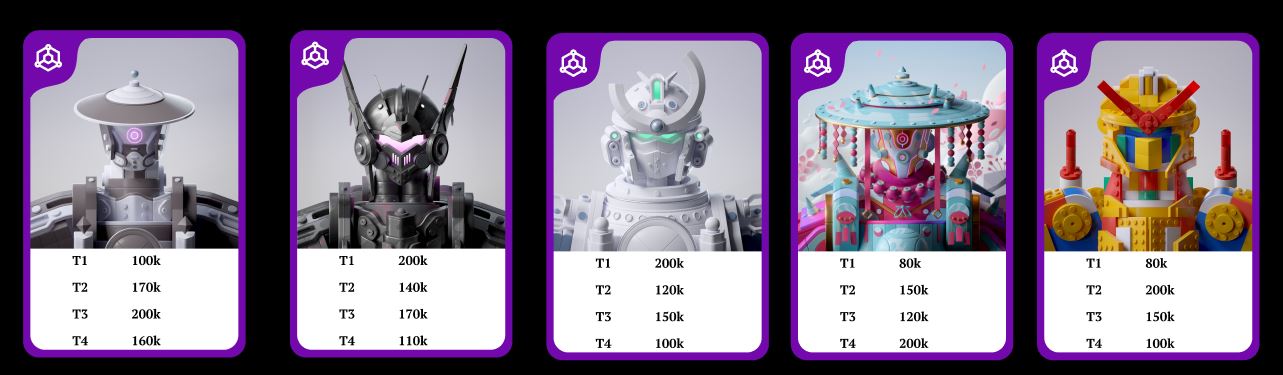 T1 100k
T2 170k
T3 200k
T4 160k
T1 200k
T2 140k
T3 170k
T4 110k
T1 200k
T2 120k
T3 150k
T4 100k
T1 80k
T2 150k
T3 120k
T4 200k
T1 80k
T2 200k
T3 150k
T4 100k